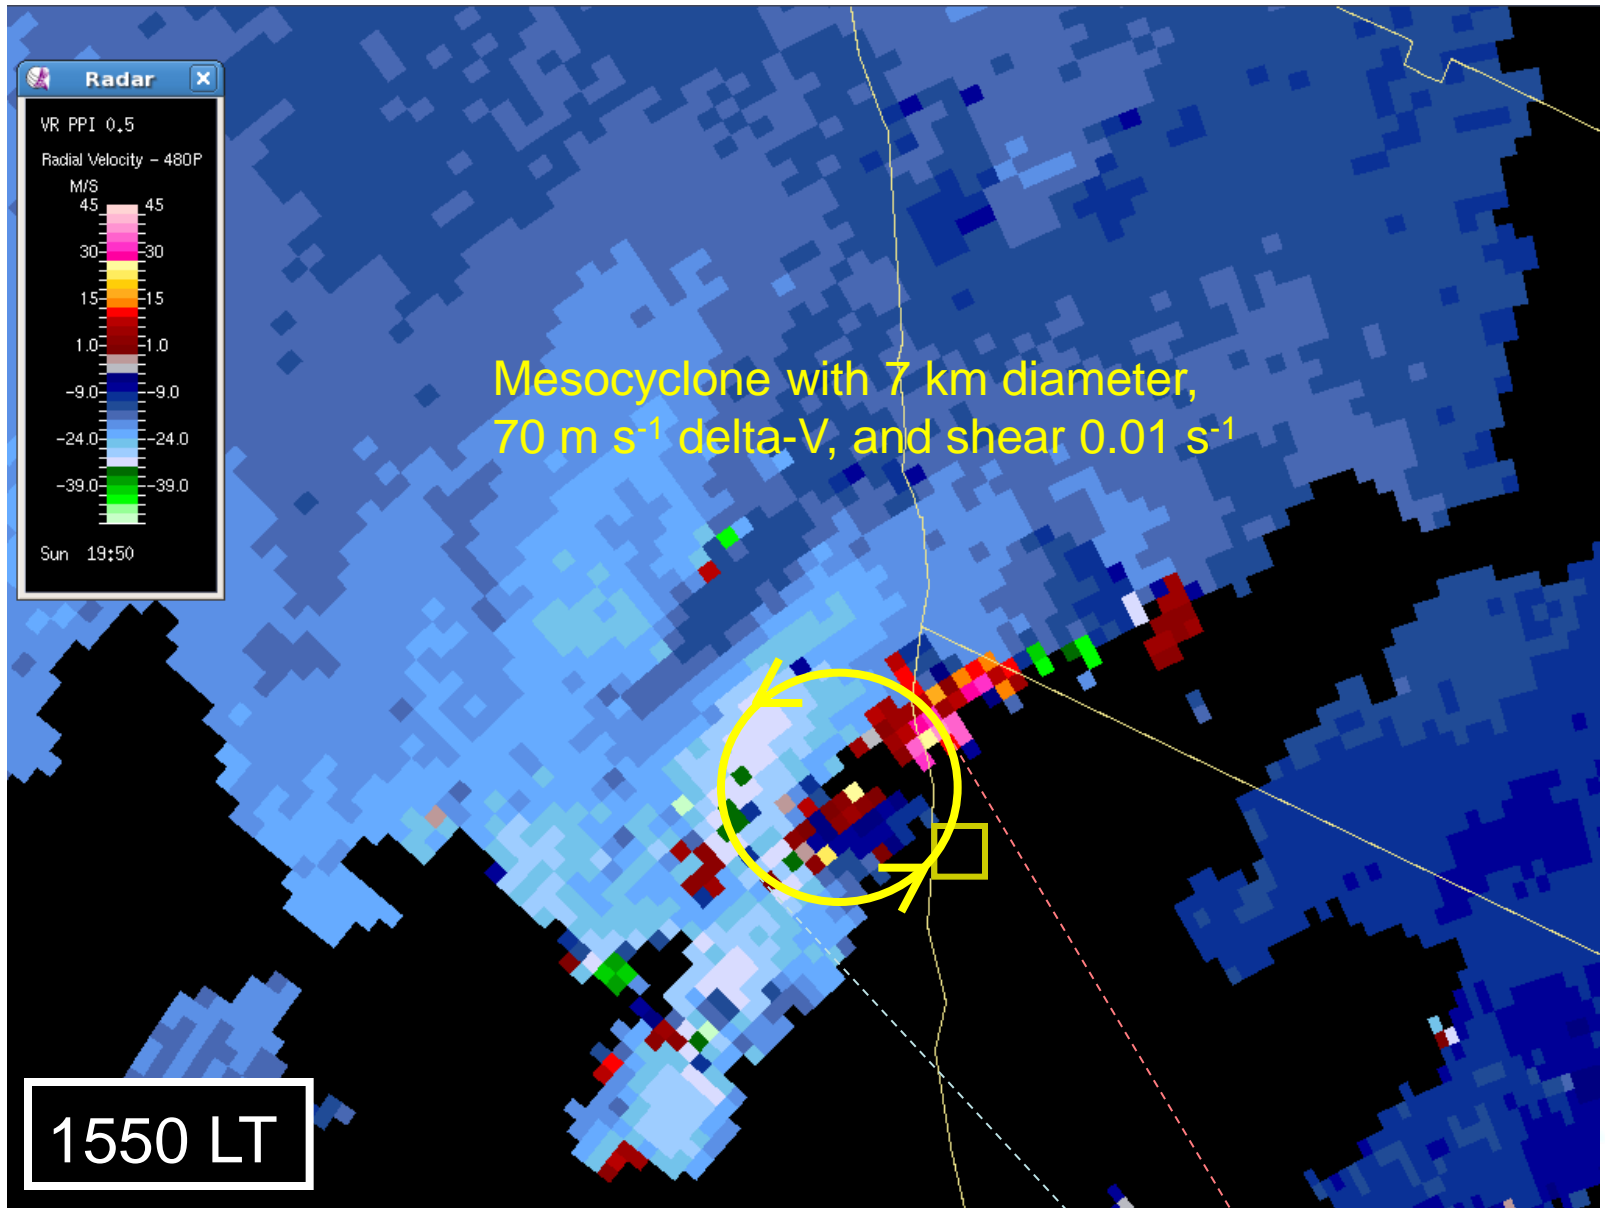 Radar
VR PPI 0.5
Radial Velocity - 480P
M/S
45 45
30 30
15 15
1.0 1.0
-9.0 -9.0
-24.0 -24.0
-39.0 -39.0
Sun 19:50
Mesocyclone with 7 km diameter,
70 m s-1 delta-V, and shear 0.01 s-1
1550 LT